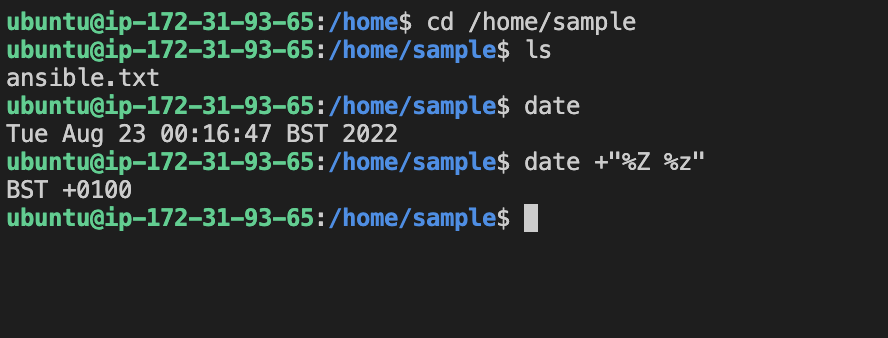 ubuntu@ip-172-31-93-65:/home$ cd /home/sample
ubuntu@ip-172-31-93-65:/home/sample$ ls
ansible.txt
ubuntu@ip-172-31-93-65:/home/sample$ date
Tue Aug 23 00:16:47 BST 2022
ubuntu@ip-172-31-93-65:/home/sample$ date +"%Z %z"
BST +0100
ubuntu@ip-172-31-93-65:/home/sample$